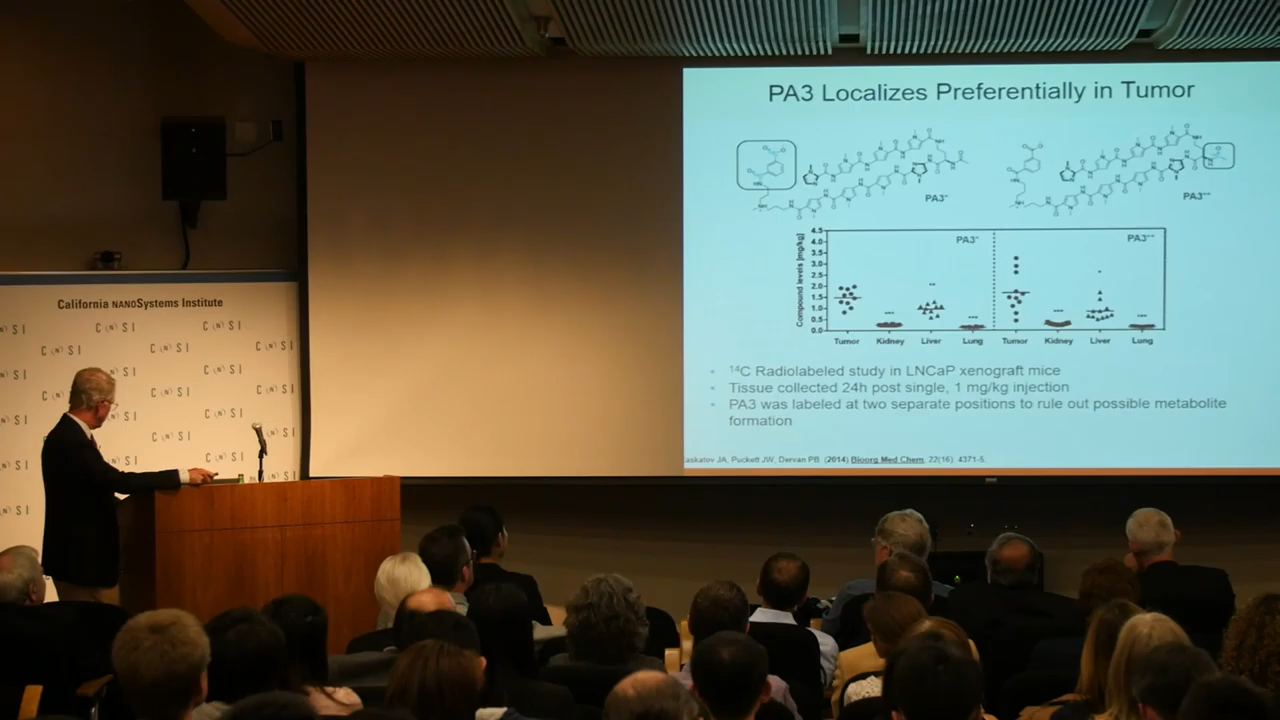 PA3 Localizes Preferentially in Tumor
PA3*
PA3**
Compound levels [mg/kg]
4.5
4.0
3.5
3.0
2.5
2.0
1.5
1.0
0.5
0.0
PA3*
PA3**
Tumor Kidney Liver Lung Tumor Kidney Liver Lung
• ¹⁴C Radiolabeled study in LNCaP xenograft mice
• Tissue collected 24h post single, 1 mg/kg injection
• PA3 was labeled at two separate positions to rule out possible metabolite
formation
JA, Puckett JW, Dervan PB. (2014) Bioorg Med Chem. 22(16): 4371-5.
California NANOSystems Institute
C (N) S I
C (N) S I
C (N) S I
C (N) S I
C (N) S I
C (N) S I
C (N) S I
C (N) S I
C (N) S I
C (N) S I
C (N) S I